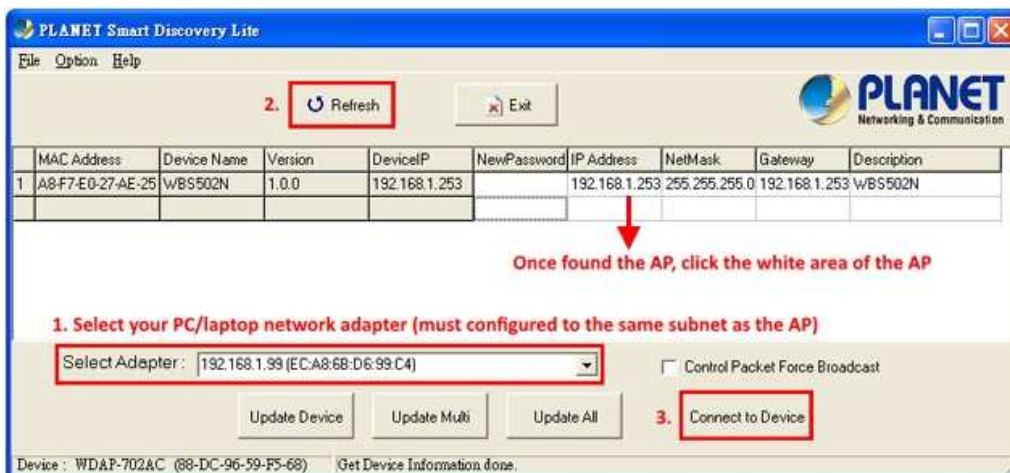 PLANET Smart Discovery Lite
File Option Help
2. Refresh Exit
PLANET
Networking & Communication
MAC Address Device Name Version DeviceIP NewPassword IP Address NetMask Gateway Description
1 A8-F7-E0-27-AE-25 WBS502N 1.0.0 192.168.1.253 192.168.1.253 255.255.255.0 192.168.1.253 WBS502N
Once found the AP, click the white area of the AP
1. Select your PC/laptop network adapter (must configured to the same subnet as the AP)
Select Adapter : 192.168.1.99 (EC:A8:6B:D6:99:C4) Control Packet Force Broadcast
Update Device Update Multi Update All 3. Connect to Device
Device : WDAP-702AC (88-DC-96-59-F5-68) Get Device Information done.